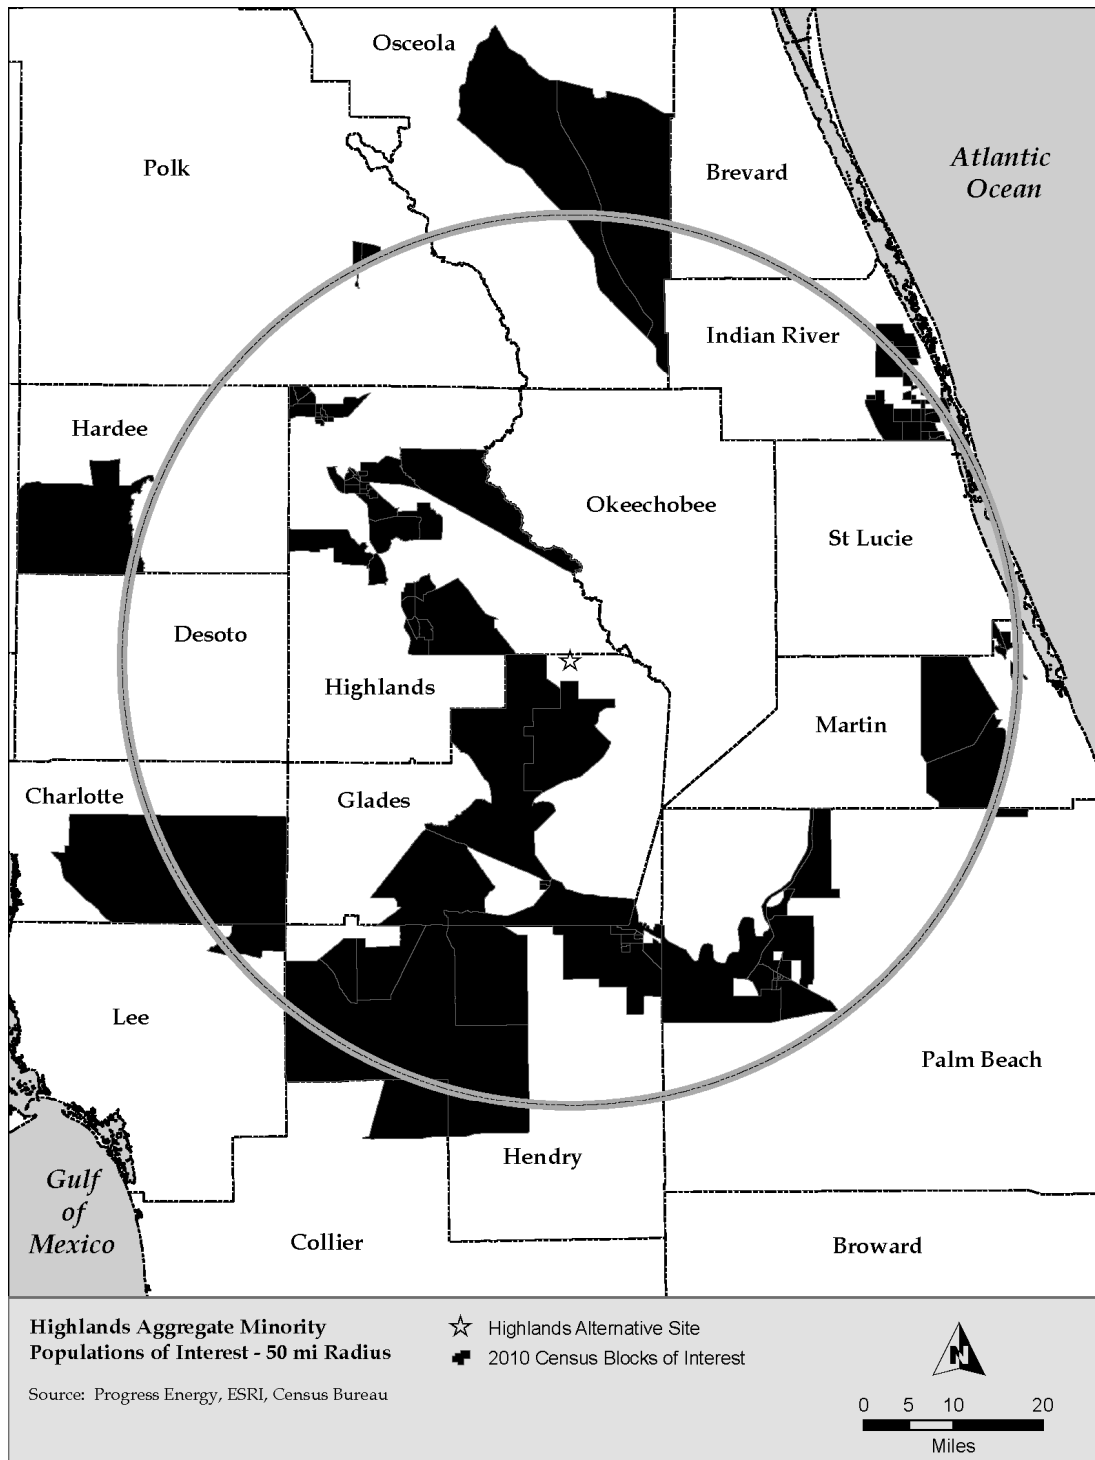 Osceola
Polk
Brevard
Atlantic
Ocean
Indian River
Hardee
Okeechobee
St Lucie
Desoto
Highlands
Martin
Charlotte
Glades
Lee
Palm Beach
Hendry
Gulf
of
Mexico
Collier
Broward
Highlands Aggregate Minority
Populations of Interest - 50 mi Radius
Source: Progress Energy, ESRI, Census Bureau
Highlands Alternative Site
2010 Census Blocks of Interest
N
0 5 10 20
Miles